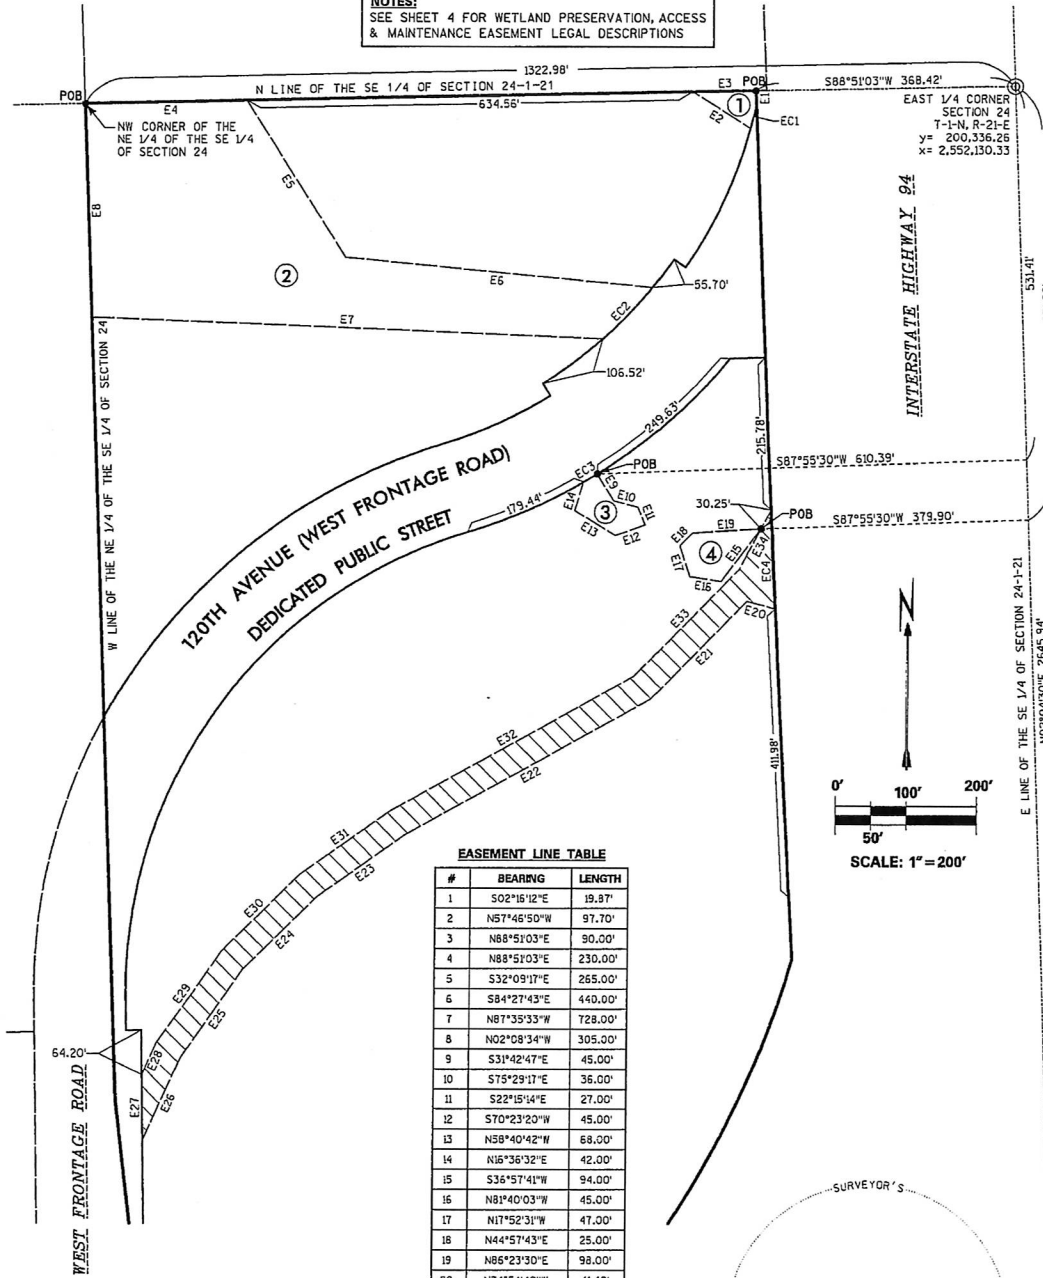 NOTES:
SEE SHEET 4 FOR WETLAND PRESERVATION, ACCESS
& MAINTENANCE EASEMENT LEGAL DESCRIPTIONS
1322.98'
N LINE OF THE SE 1/4 OF SECTION 24-1-21
634.56'
POB
E4
E3
POB
S88°51'03"W 368.42'
NW CORNER OF THE
NE 1/4 OF THE SE 1/4
OF SECTION 24
1
E2
E1
EC1
EAST 1/4 CORNER
SECTION 24
T-1-N, R-21-E
y= 200,336.26
x= 2,552,130.33
E5
E8
2
E6
55.70'
EC2
E7
106.52'
INTERSTATE HIGHWAY 94
531.41'
W LINE OF THE NE 1/4 OF THE SE 1/4 OF SECTION 24
249.63'
215.78'
120TH AVENUE (WEST FRONTAGE ROAD)
DEDICATED PUBLIC STREET
179.44'
EC3
POB
S87°55'30"W 610.39'
E9
E10
E11
E12
E13
E14
3
30.25'
POB
S87°55'30"W 379.90'
E19
E18
E17
E16
E15
4
E34
EC4
E20
E33
E21
E32
E22
411.98'
E31
E23
E30
E24
E29
E25
E28
E26
E27
64.20'
WEST FRONTAGE ROAD
N
E LINE OF THE SE 1/4 OF SECTION 24-1-21
0'
100'
200'
50'
SCALE: 1"=200'
EASEMENT LINE TABLE
# BEARING LENGTH
1 S02°16'12"E 19.87'
2 N57°46'50"W 97.70'
3 N88°51'03"E 90.00'
4 N88°51'03"E 230.00'
5 S32°09'17"E 265.00'
6 S84°27'43"E 440.00'
7 N87°35'33"W 728.00'
8 N02°08'34"W 305.00'
9 S31°42'47"E 45.00'
10 S75°29'17"E 36.00'
11 S22°15'14"E 27.00'
12 S70°23'20"W 45.00'
13 N58°40'42"W 68.00'
14 N16°36'32"E 42.00'
15 S36°57'41"W 94.00'
16 N81°40'03"W 45.00'
17 N17°52'31"W 47.00'
18 N44°57'43"E 25.00'
19 N86°23'30"E 98.00'
SURVEYOR'S